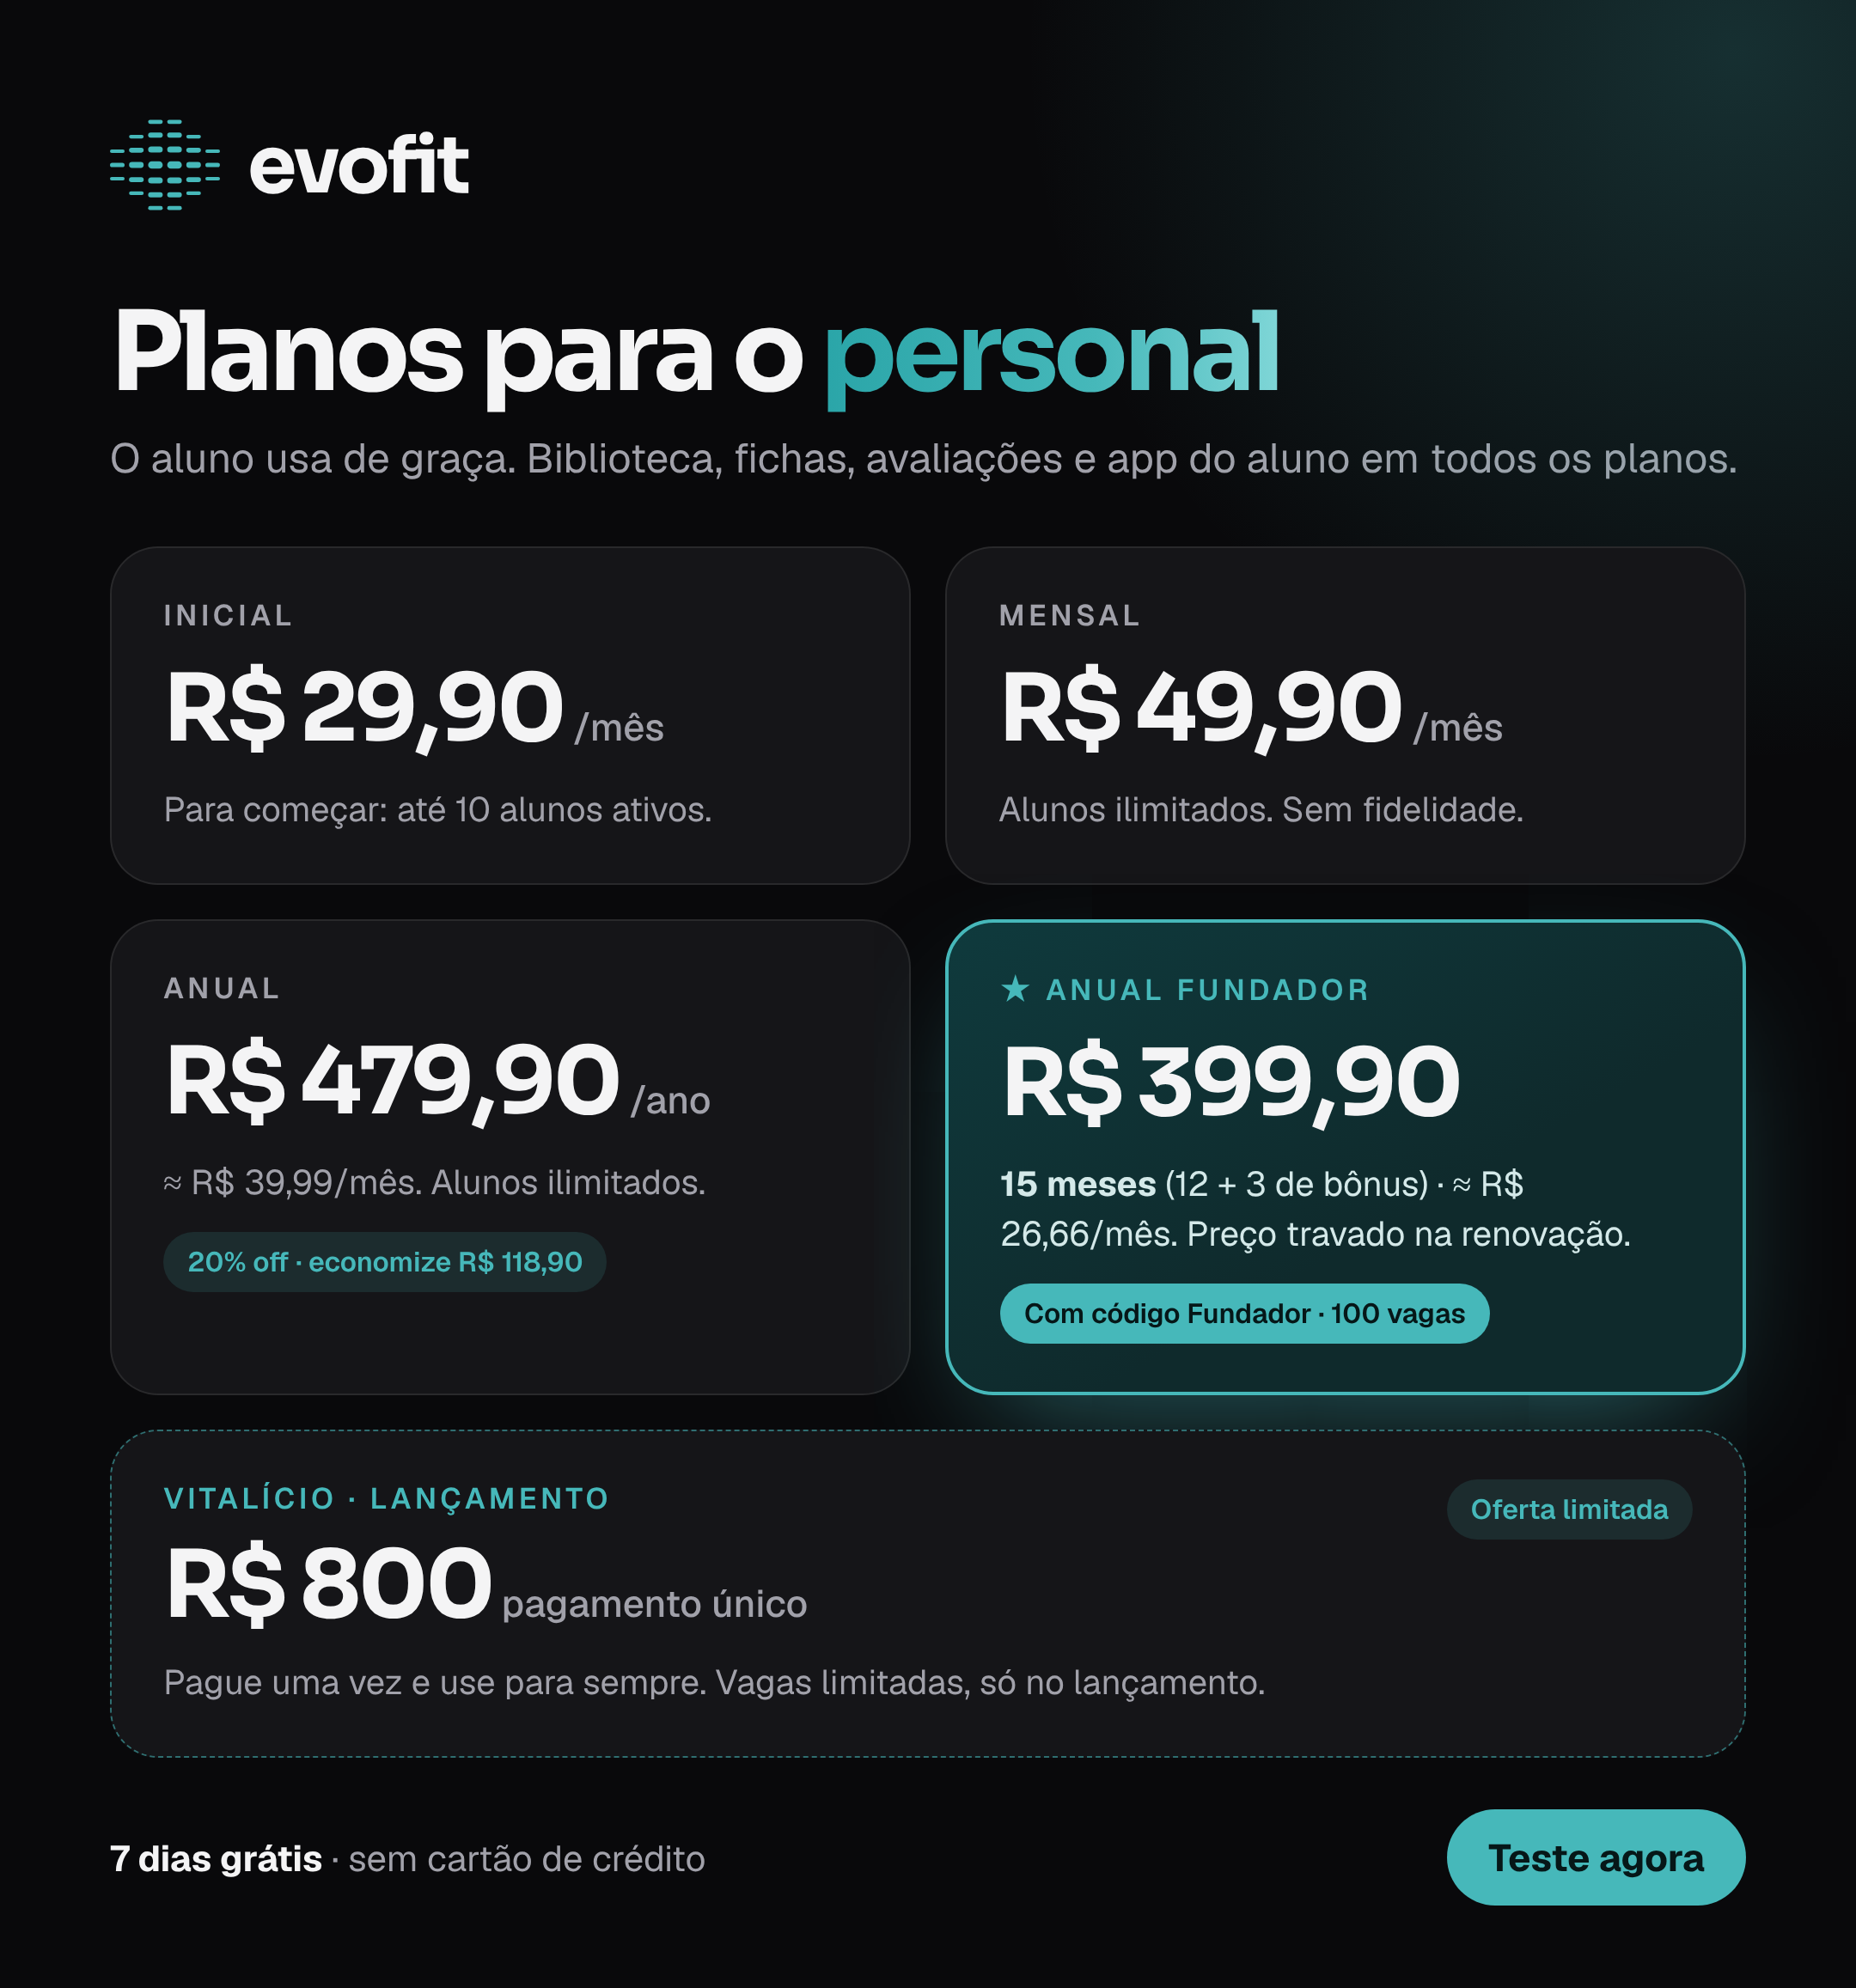 evofit
Planos para o personal
O aluno usa de graça. Biblioteca, fichas, avaliações e app do aluno em todos os planos.
INICIAL
R$ 29,90 /mês
Para começar: até 10 alunos ativos.
MENSAL
R$ 49,90 /mês
Alunos ilimitados. Sem fidelidade.
ANUAL
R$ 479,90 /ano
≈ R$ 39,99/mês. Alunos ilimitados.
20% off · economize R$ 118,90
★ ANUAL FUNDADOR
R$ 399,90
15 meses (12 + 3 de bônus) · ≈ R$
26,66/mês. Preço travado na renovação.
Com código Fundador · 100 vagas
VITALÍCIO · LANÇAMENTO
Oferta limitada
R$ 800 pagamento único
Pague uma vez e use para sempre. Vagas limitadas, só no lançamento.
7 dias grátis · sem cartão de crédito
Teste agora